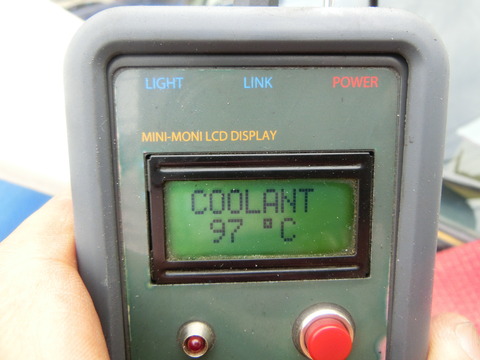 LIGHT LINK POWER
MINI-MONI LCD DISPLAY
COOLANT
97 °C